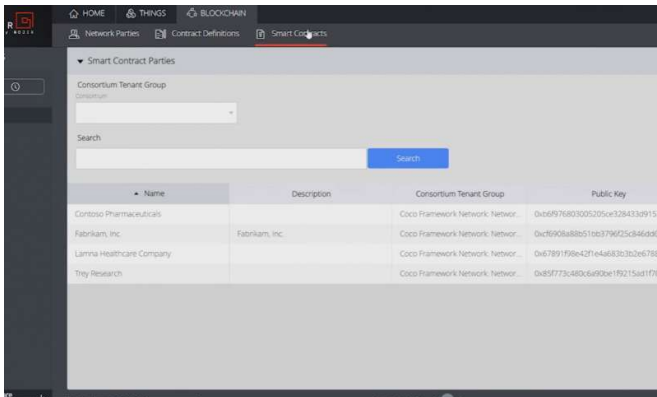 HOME THINGS BLOCKCHAIN
R
Network Parties Contract Definitions Smart Contracts
Smart Contract Parties
Consortium Tenant Group
Consortium
Search
Search
Name Description Consortium Tenant Group Public Key
Contoso Pharmaceuticals Coco Framework Network: Networ... 0xb6f976803005205ce328433d915
Fabrikam, Inc. Fabrikam, Inc. Coco Framework Network: Networ... 0xcf6908a88b51bb3796f25c846dd
Lamna Healthcare Company Coco Framework Network: Networ... 0x67891f98e42f1e4a683b3b2e678
Trey Research Coco Framework Network: Networ... 0x85f773c480c6a90be1f9215ad1f7